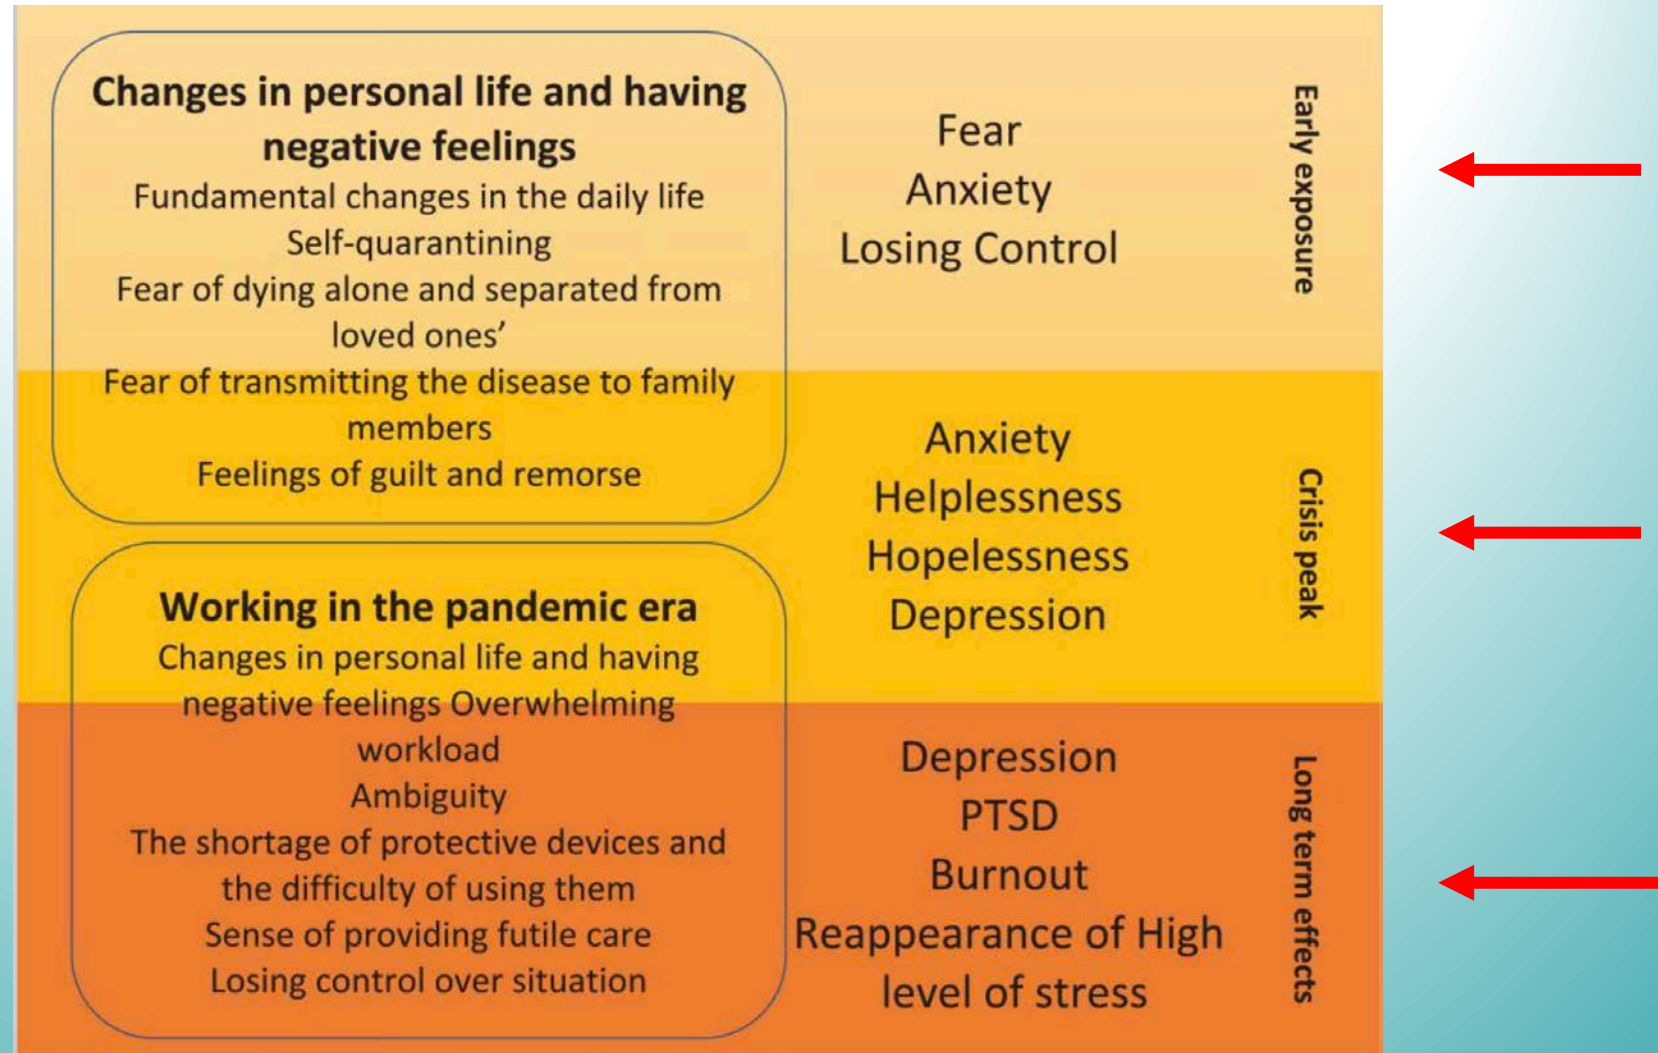 Changes in personal life and having
negative feelings
Fundamental changes in the daily life
Self-quarantining
Fear of dying alone and separated from
loved ones’
Fear of transmitting the disease to family
members
Feelings of guilt and remorse
Fear
Anxiety
Losing Control
Early exposure
Anxiety
Helplessness
Hopelessness
Depression
Crisis peak
Working in the pandemic era
Changes in personal life and having
negative feelings Overwhelming
workload
Ambiguity
The shortage of protective devices and
the difficulty of using them
Sense of providing futile care
Losing control over situation
Depression
PTSD
Burnout
Reappearance of High
level of stress
Long term effects